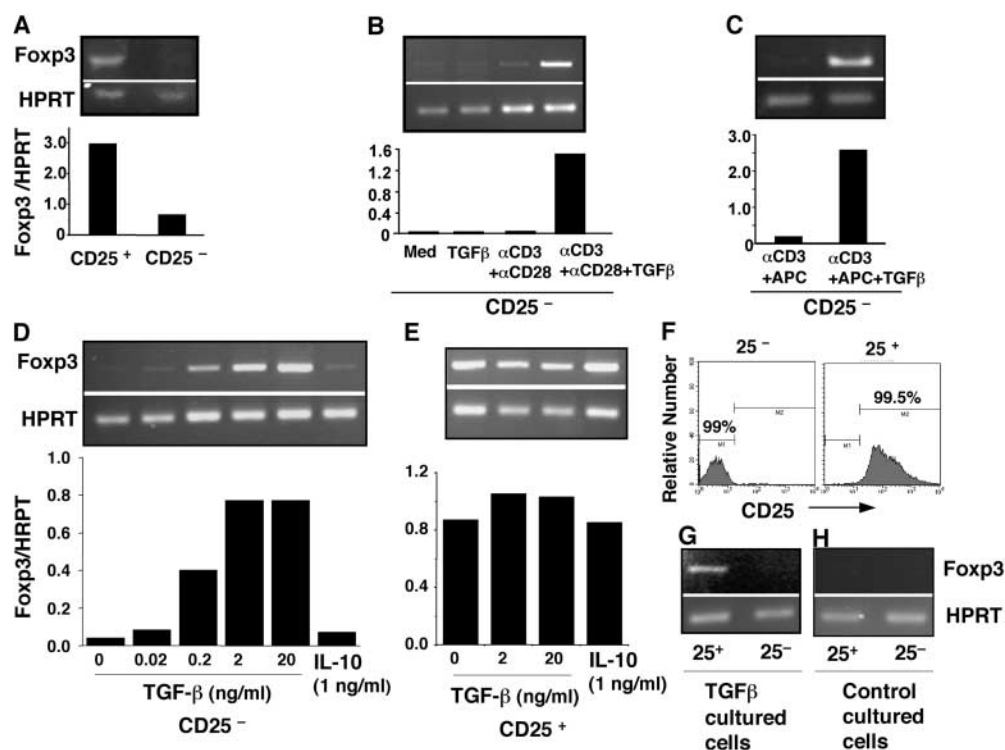 A
Foxp3
HPRT
Foxp3 /HPRT
3.0
2.0
1.0
0.0
CD25 +
CD25 −
B
1.6
1.2
0.8
0.4
0
Med
TGFβ
αCD3
+αCD28
αCD3
+αCD28+TGFβ
CD25 −
C
3.0
2.0
1.0
0.0
αCD3
+APC
αCD3
+APC+TGFβ
CD25 −
D
Foxp3
HPRT
Foxp3/HRPT
1.0
0.8
0.6
0.4
0.2
0.0
0
0.02
0.2
2
20
IL-10
(1 ng/ml)
TGF-β (ng/ml)
CD25 −
E
1.2
0.8
0.4
0.0
0
2
20
IL-10
(1 ng/ml)
TGF-β (ng/ml)
CD25 +
F
25 −
25 +
Relative Number
99%
M1
M2
99.5%
M1
M2
CD25
G
H
Foxp3
HPRT
25+
25−
25+
25−
TGFβ
cultured
cells
Control
cultured
cells